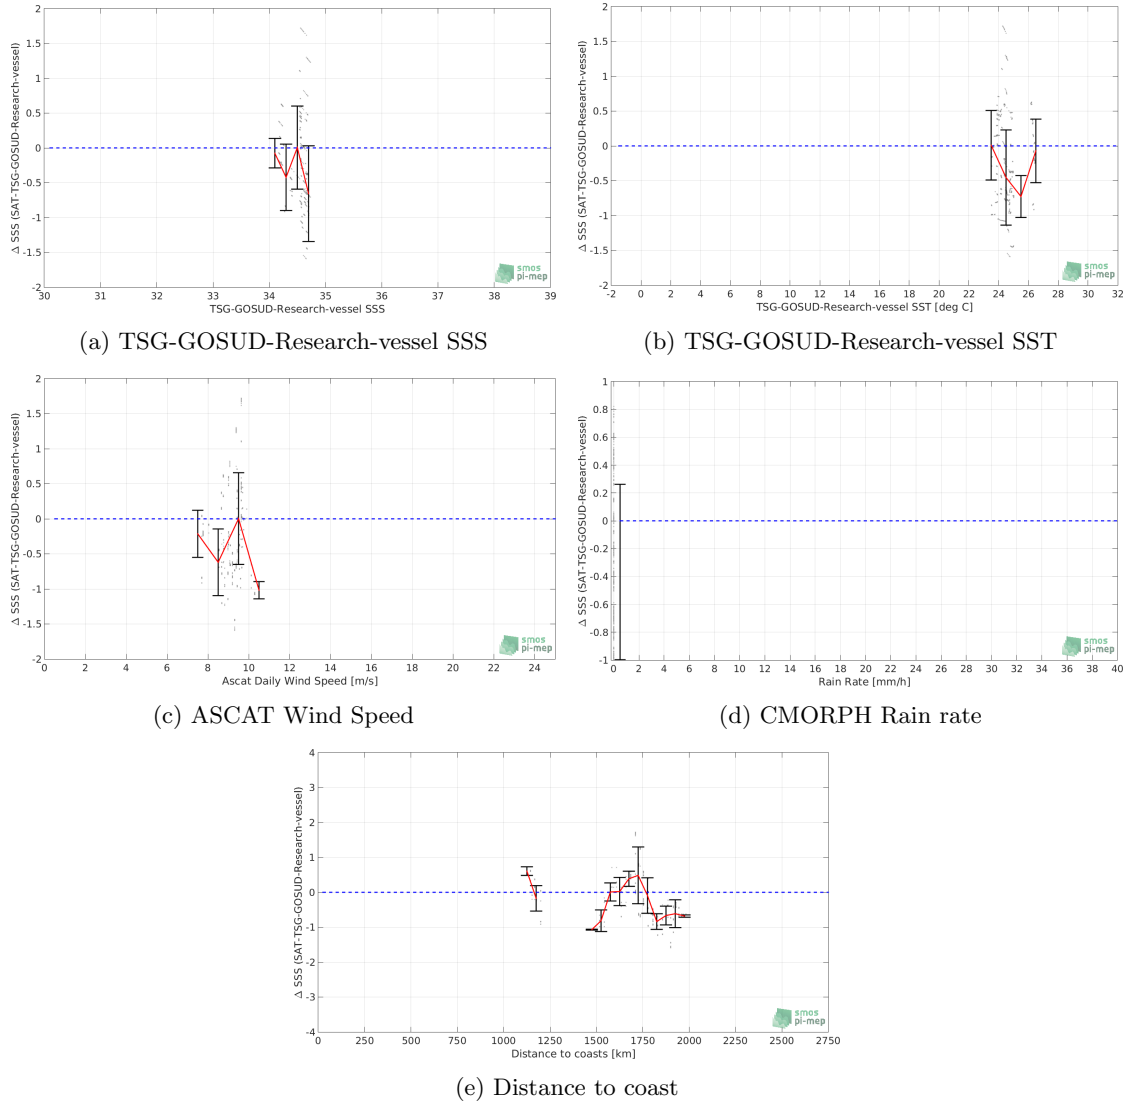 Δ SSS (SAT-TSG-GOSUD-Research-vessel)
2
1.5
1
0.5
0
-0.5
-1
-1.5
-2
30 31 32 33 34 35 36 37 38 39
TSG-GOSUD-Research-vessel SSS
smos
pi-mep
(a) TSG-GOSUD-Research-vessel SSS
Δ SSS (SAT-TSG-GOSUD-Research-vessel)
2
1.5
1
0.5
0
-0.5
-1
-1.5
-2
-2 0 2 4 6 8 10 12 14 16 18 20 22 24 26 28 30 32
TSG-GOSUD-Research-vessel SST [deg C]
smos
pi-mep
(b) TSG-GOSUD-Research-vessel SST
Δ SSS (SAT-TSG-GOSUD-Research-vessel)
2
1.5
1
0.5
0
-0.5
-1
-1.5
-2
0 2 4 6 8 10 12 14 16 18 20 22 24
Ascat Daily Wind Speed [m/s]
smos
pi-mep
(c) ASCAT Wind Speed
Δ SSS (SAT-TSG-GOSUD-Research-vessel)
1
0.8
0.6
0.4
0.2
0
-0.2
-0.4
-0.6
-0.8
-1
0 2 4 6 8 10 12 14 16 18 20 22 24 26 28 30 32 34 36 38 40
Rain Rate [mm/h]
smos
pi-mep
(d) CMORPH Rain rate
Δ SSS (SAT-TSG-GOSUD-Research-vessel)
4
3
2
1
0
-1
-2
-3
-4
0 250 500 750 1000 1250 1500 1750 2000 2250 2500 2750
Distance to coasts [km]
smos
pi-mep
(e) Distance to coast